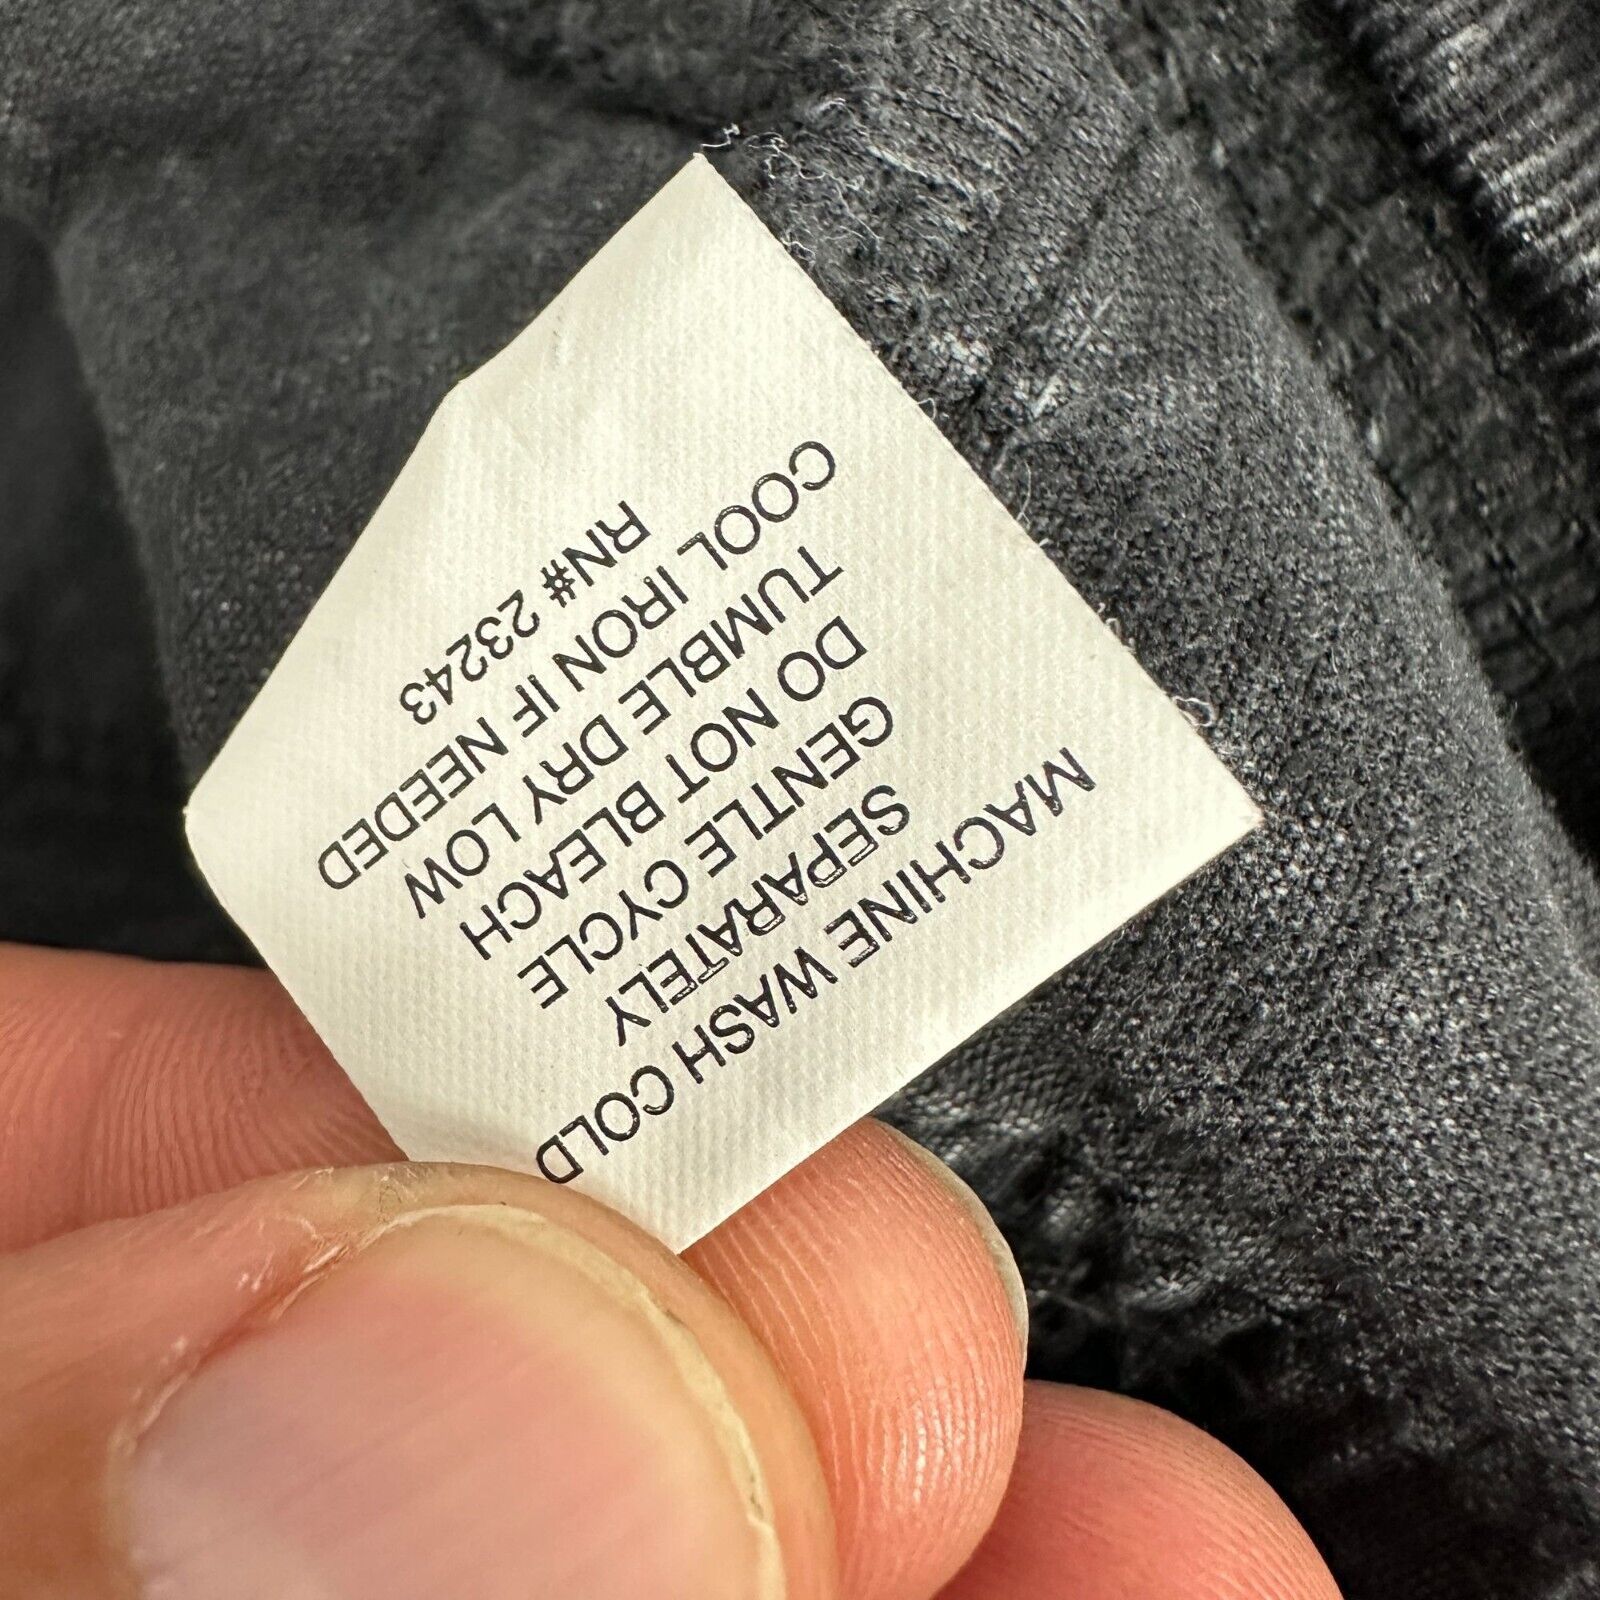 MACHINE WASH COLD
SEPARATELY
GENTLE CYCLE
DO NOT BLEACH
TUMBLE DRY LOW
COOL IRON IF NEEDED
RN# 23243